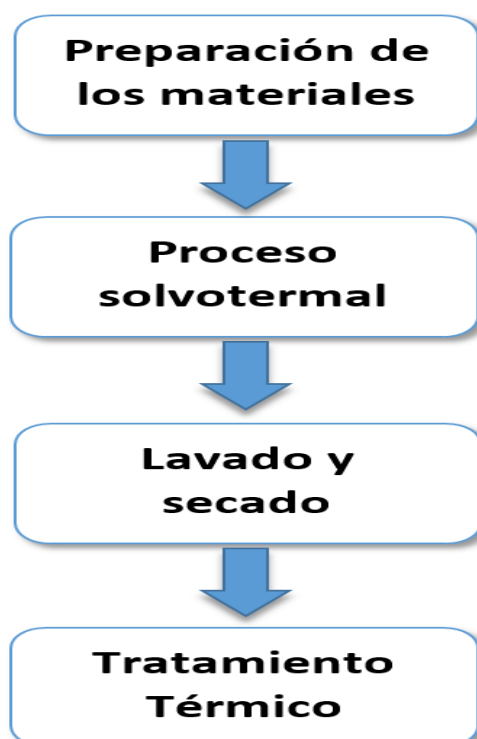 Preparación de
los materiales
Proceso
solvotermal
Lavado y
secado
Tratamiento
Térmico